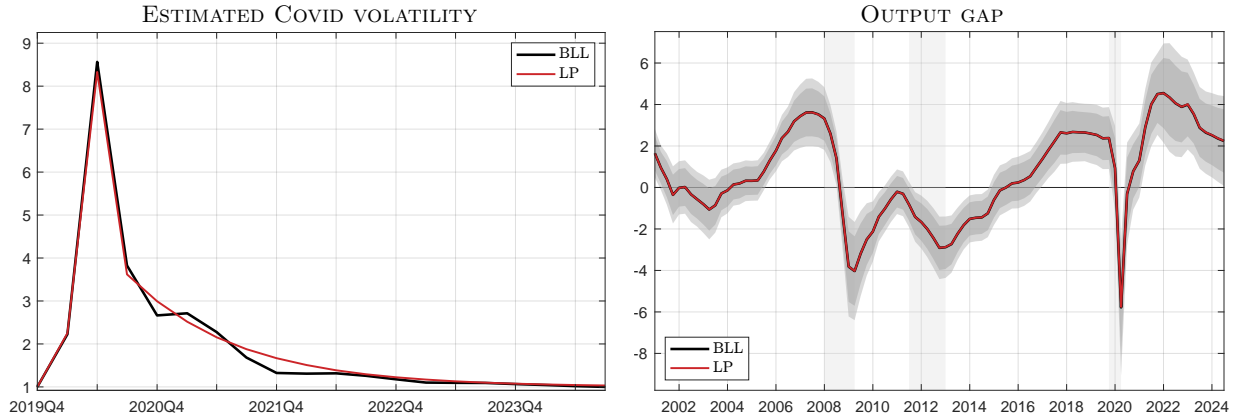 ESTIMATED COVID VOLATILITY
9
8
7
6
5
4
3
2
1
2019Q4 2020Q4 2021Q4 2022Q4 2023Q4
BLL
LP
OUTPUT GAP
6
4
2
0
-2
-4
-6
-8
2002 2004 2006 2008 2010 2012 2014 2016 2018 2020 2022 2024
BLL
LP